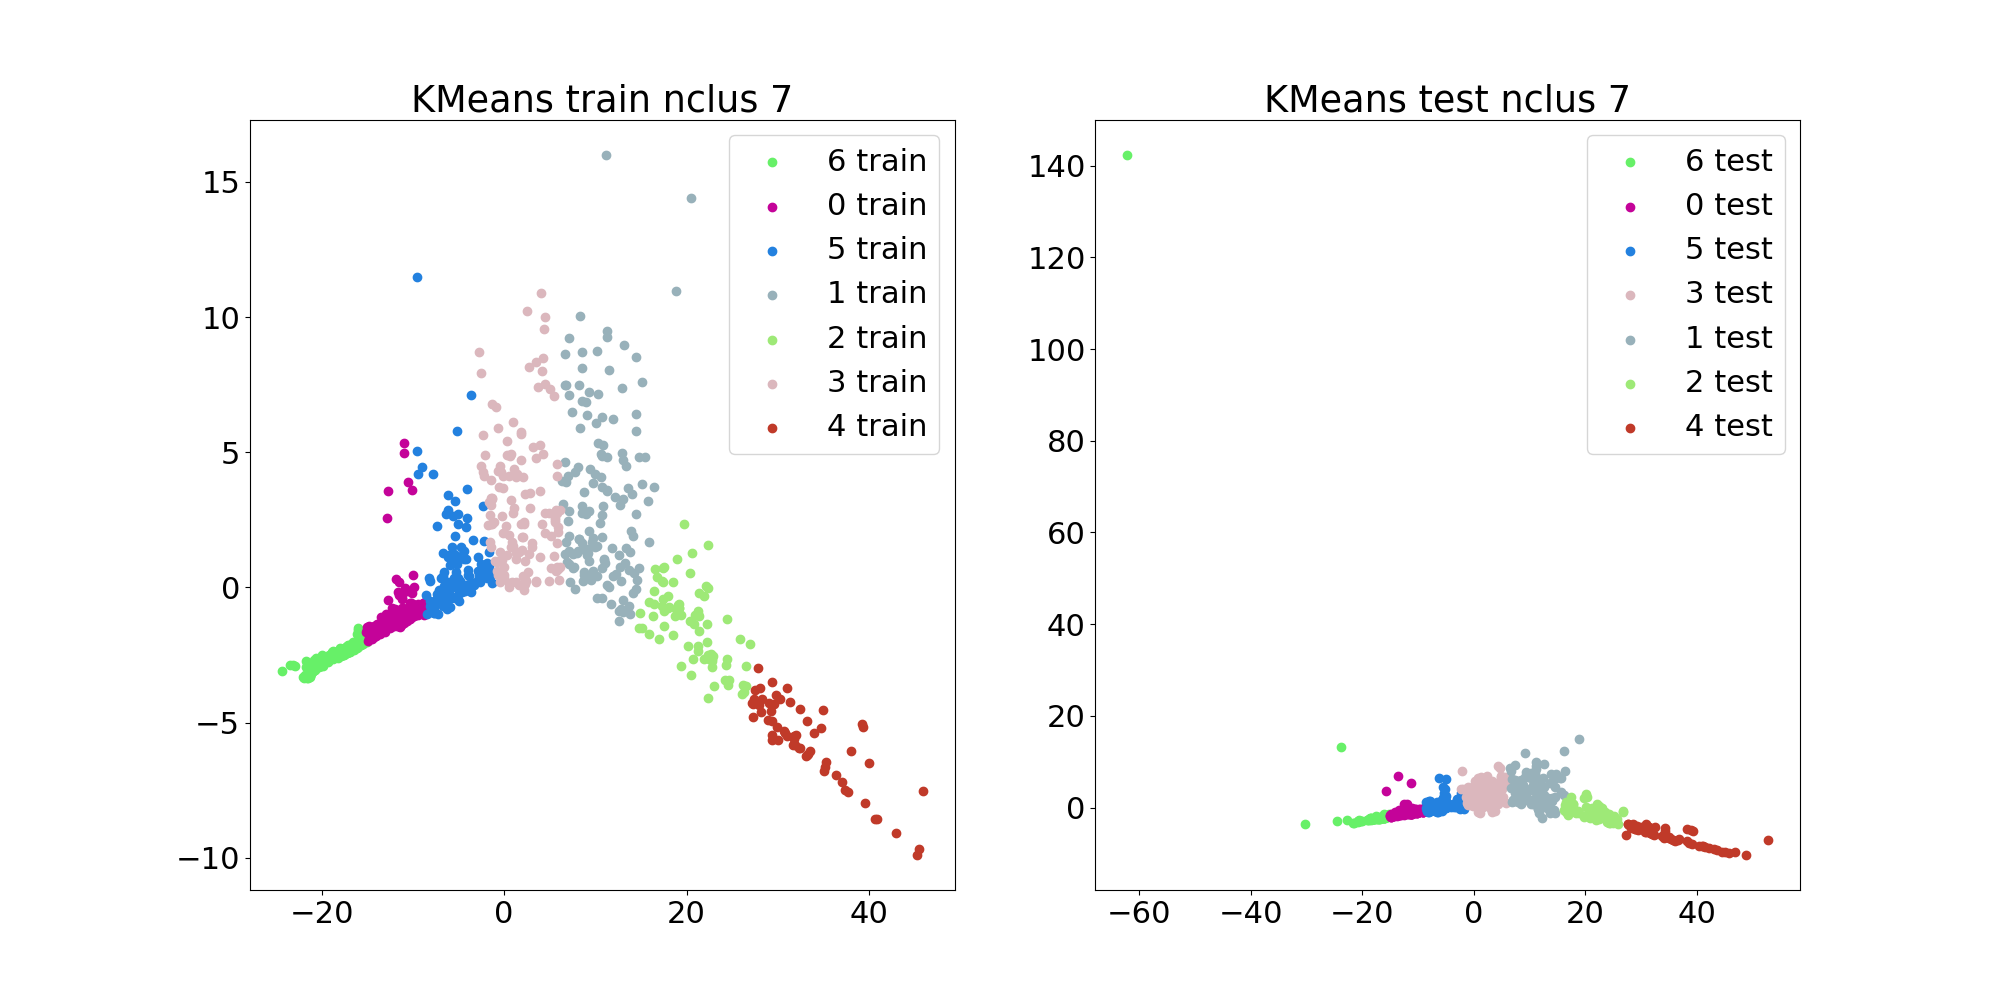 KMeans train nclus 7
15
10
5
0
−5
−10
−20
0
20
40
6 train
0 train
5 train
1 train
2 train
3 train
4 train
KMeans test nclus 7
140
120
100
80
60
40
20
0
−60
−40
−20
0
20
40
6 test
0 test
5 test
3 test
1 test
2 test
4 test